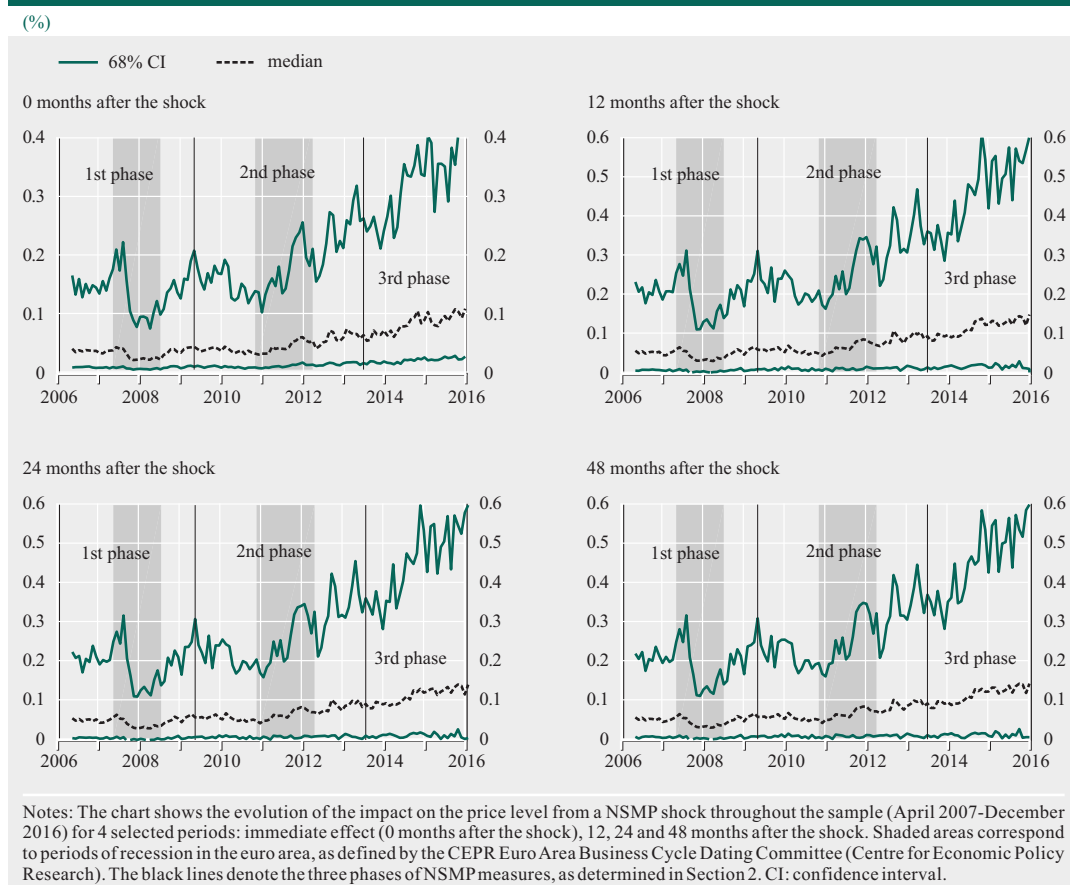 (%)
68% CI median
0 months after the shock
0.4 0.4
0.3 0.3
0.2 0.2
0.1 0.1
0 0
1st phase 2nd phase
3rd phase
2006 2008 2010 2012 2014 2016
12 months after the shock
0.6 0.6
0.5 0.5
0.4 0.4
0.3 0.3
0.2 0.2
0.1 0.1
0 0
1st phase 2nd phase
3rd phase
2006 2008 2010 2012 2014 2016
24 months after the shock
0.6 0.6
0.5 0.5
0.4 0.4
0.3 0.3
0.2 0.2
0.1 0.1
0 0
1st phase 2nd phase
3rd phase
2006 2008 2010 2012 2014 2016
48 months after the shock
0.6 0.6
0.5 0.5
0.4 0.4
0.3 0.3
0.2 0.2
0.1 0.1
0 0
1st phase 2nd phase
3rd phase
2006 2008 2010 2012 2014 2016
Notes: The chart shows the evolution of the impact on the price level from a NSMP shock throughout the sample (April 2007-December
2016) for 4 selected periods: immediate effect (0 months after the shock), 12, 24 and 48 months after the shock. Shaded areas correspond
to periods of recession in the euro area, as defined by the CEPR Euro Area Business Cycle Dating Committee (Centre for Economic Policy
Research). The black lines denote the three phases of NSMP measures, as determined in Section 2. CI: confidence interval.